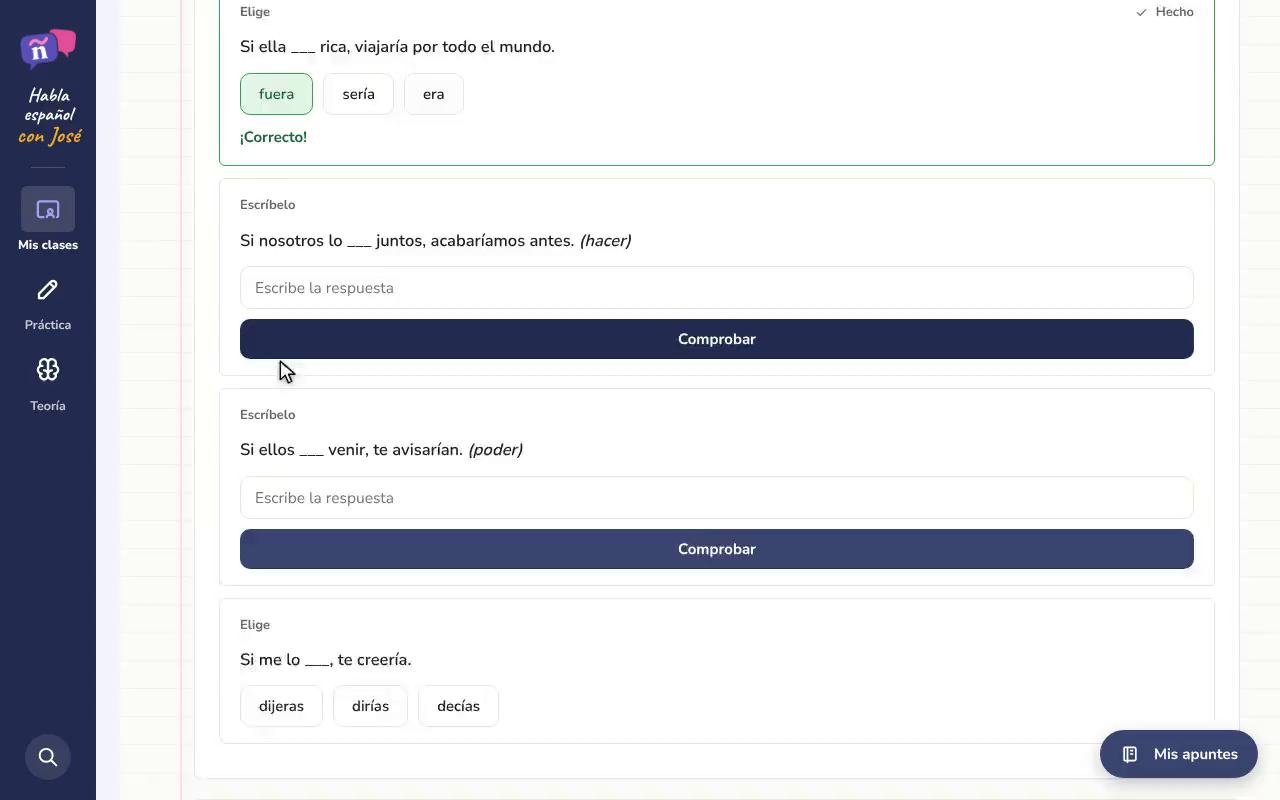 ñ
Habla
español
con José
Mis clases
Práctica
Teoría
Elige
Hecho
Si ella ___ rica, viajaría por todo el mundo.
fuera
sería
era
¡Correcto!
Escríbelo
Si nosotros lo ___ juntos, acabaríamos antes. (hacer)
Escribe la respuesta
Comprobar
Escríbelo
Si ellos ___ venir, te avisarían. (poder)
Escribe la respuesta
Comprobar
Elige
Si me lo ___, te creería.
dijeras
dirías
decías
Mis apuntes